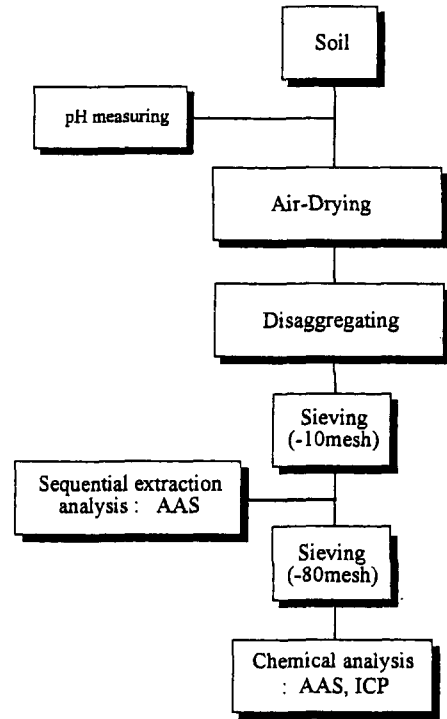 Soil
pH measuring
Air-Drying
Disaggregating
Sieving
(-10mesh)
Sequential extraction
analysis : AAS
Sieving
(-80mesh)
Chemical analysis
: AAS, ICP